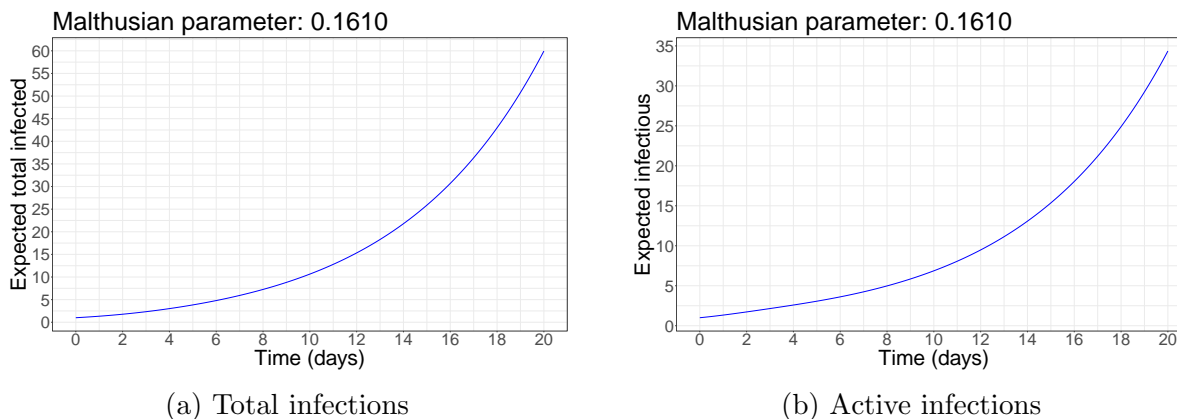 Malthusian parameter: 0.1610
Expected total infected
60
55
50
45
40
35
30
25
20
15
10
5
0
0 2 4 6 8 10 12 14 16 18 20
Time (days)
(a) Total infections
Malthusian parameter: 0.1610
Expected infectious
35
30
25
20
15
10
5
0
0 2 4 6 8 10 12 14 16 18 20
Time (days)
(b) Active infections